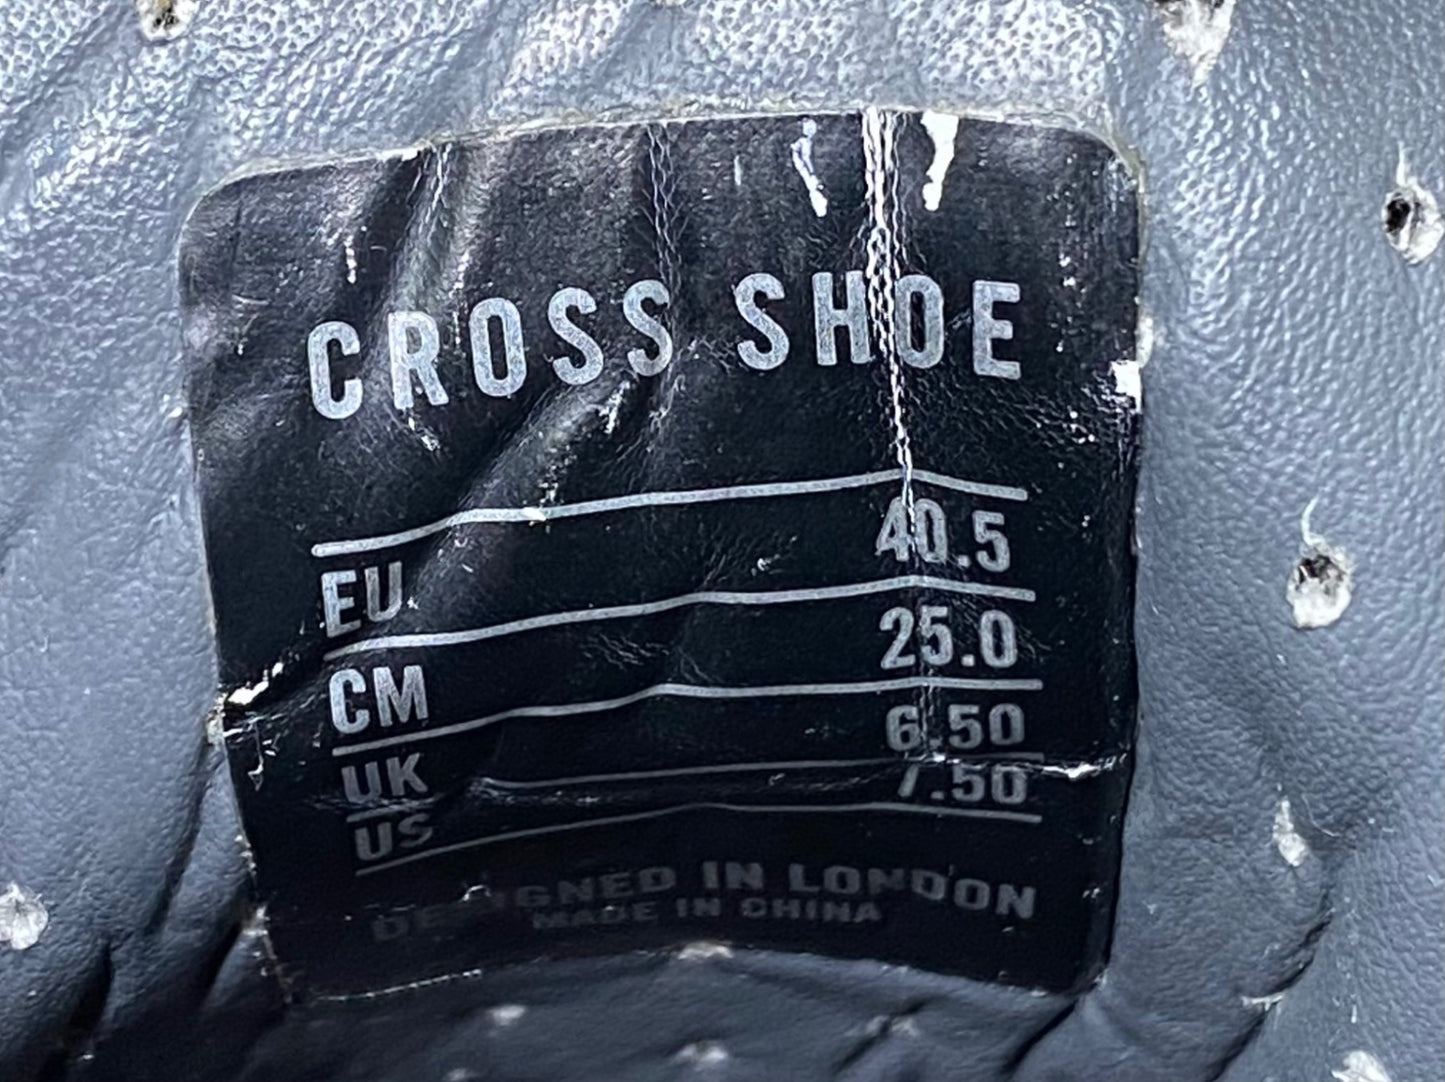 CROSS SHOE
EU 40.5
CM 25.0
UK 6.50
US 7.50
DESIGNED IN LONDON
MADE IN CHINA